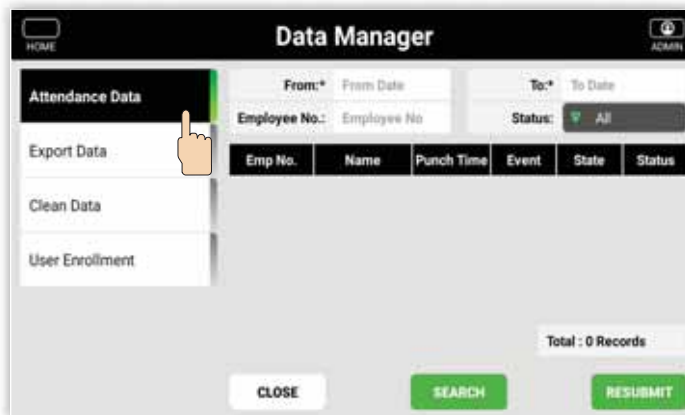 HOME
Data Manager
ADMIN
Attendance Data
Export Data
Clean Data
User Enrollment
From:* From Date To:* To Date
Employee No.: Employee No Status: All
Emp No. Name Punch Time Event State Status
Total : 0 Records
CLOSE SEARCH RESUBMIT